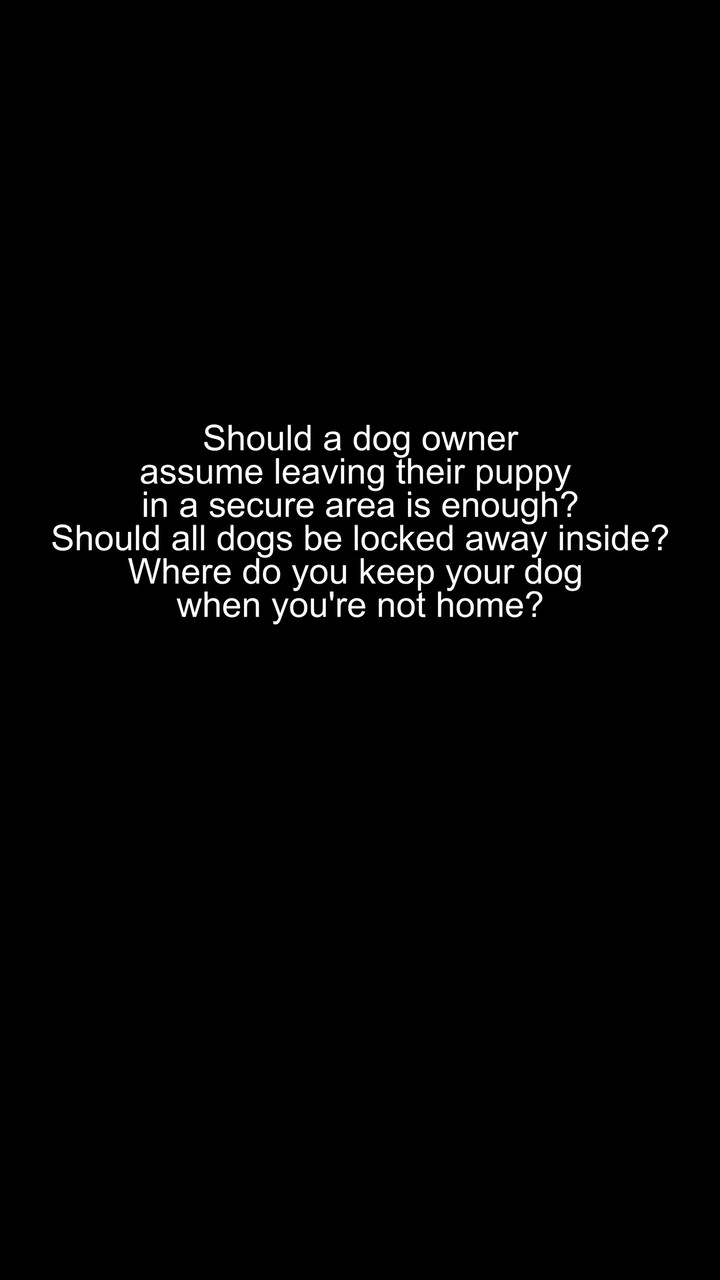 Should a dog owner
assume leaving their puppy
in a secure area is enough?
Should all dogs be locked away inside?
Where do you keep your dog
when you're not home?